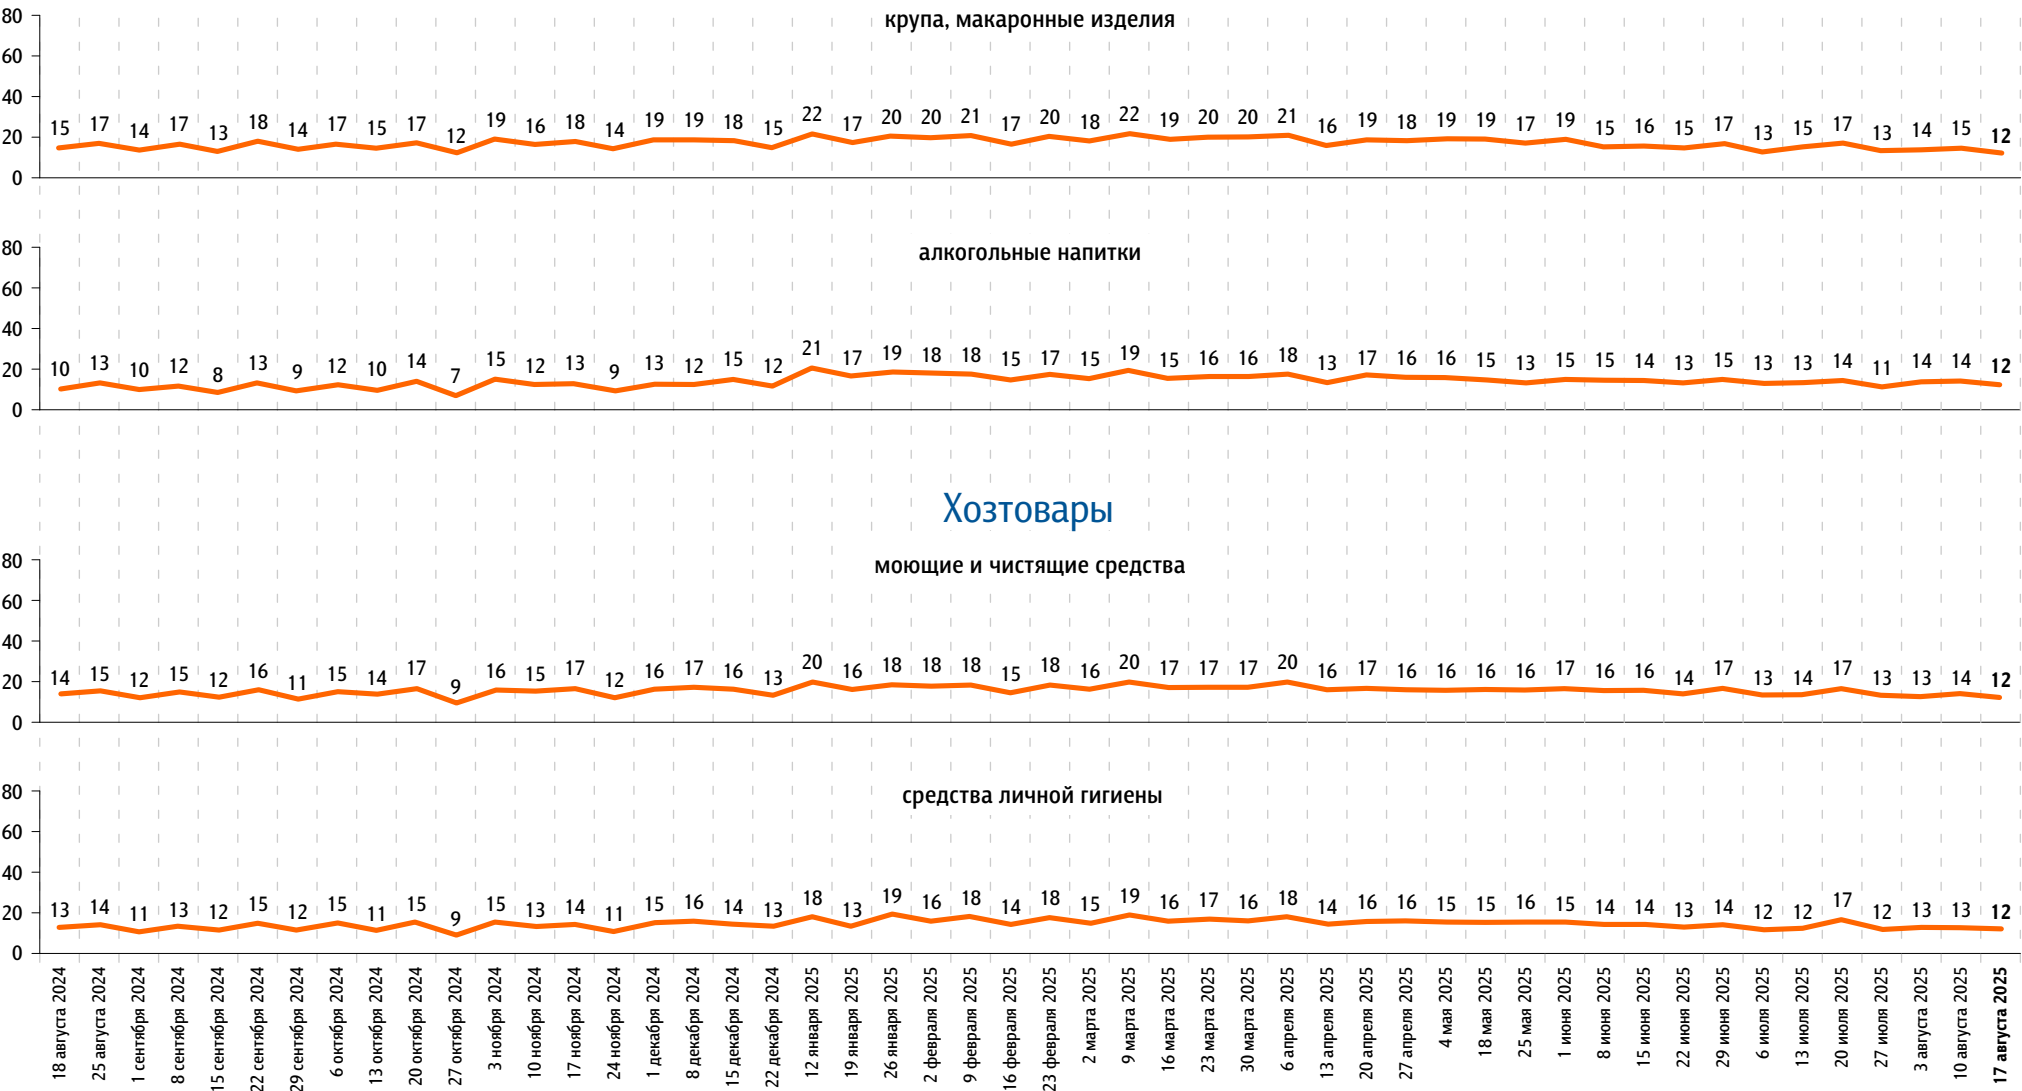 крупа, макаронные изделия
80
60
40
20
0
15 17 14 17 13 18 14 17 15 17 12 19 16 18 14 19 19 18 15 22 17 20 20 21 17 20 18 22 19 20 20 21 16 19 18 19 19 17 19 15 16 15 17 13 15 17 13 14 15 12
алкогольные напитки
80
60
40
20
0
10 13 10 12 8 13 9 12 10 14 7 15 12 13 9 13 12 15 12 21 17 19 18 18 15 17 15 19 15 16 16 18 13 17 16 16 15 13 15 15 14 13 15 13 13 14 11 14 14 12
Хозтовары
моющие и чистящие средства
80
60
40
20
0
14 15 12 15 12 16 11 15 14 17 9 16 15 17 12 16 17 16 13 20 16 18 18 18 15 18 16 20 17 17 17 20 16 17 16 16 16 16 17 16 16 14 17 13 14 17 13 13 14 12
средства личной гигиены
80
60
40
20
0
13 14 11 13 12 15 12 15 11 15 9 15 13 14 11 15 16 14 13 18 13 19 16 18 14 18 15 19 16 17 16 18 14 16 16 15 15 16 15 14 14 13 14 12 12 17 12 13 13 12
18 августа 2024
25 августа 2024
1 сентября 2024
8 сентября 2024
15 сентября 2024
22 сентября 2024
29 сентября 2024
6 октября 2024
13 октября 2024
20 октября 2024
27 октября 2024
3 ноября 2024
10 ноября 2024
17 ноября 2024
24 ноября 2024
1 декабря 2024
8 декабря 2024
15 декабря 2024
22 декабря 2024
12 января 2025
19 января 2025
26 января 2025
2 февраля 2025
9 февраля 2025
16 февраля 2025
23 февраля 2025
2 марта 2025
9 марта 2025
16 марта 2025
23 марта 2025
30 марта 2025
6 апреля 2025
13 апреля 2025
20 апреля 2025
27 апреля 2025
4 мая 2025
18 мая 2025
25 мая 2025
1 июня 2025
8 июня 2025
15 июня 2025
22 июня 2025
29 июня 2025
6 июля 2025
13 июля 2025
20 июля 2025
27 июля 2025
3 августа 2025
10 августа 2025
17 августа 2025